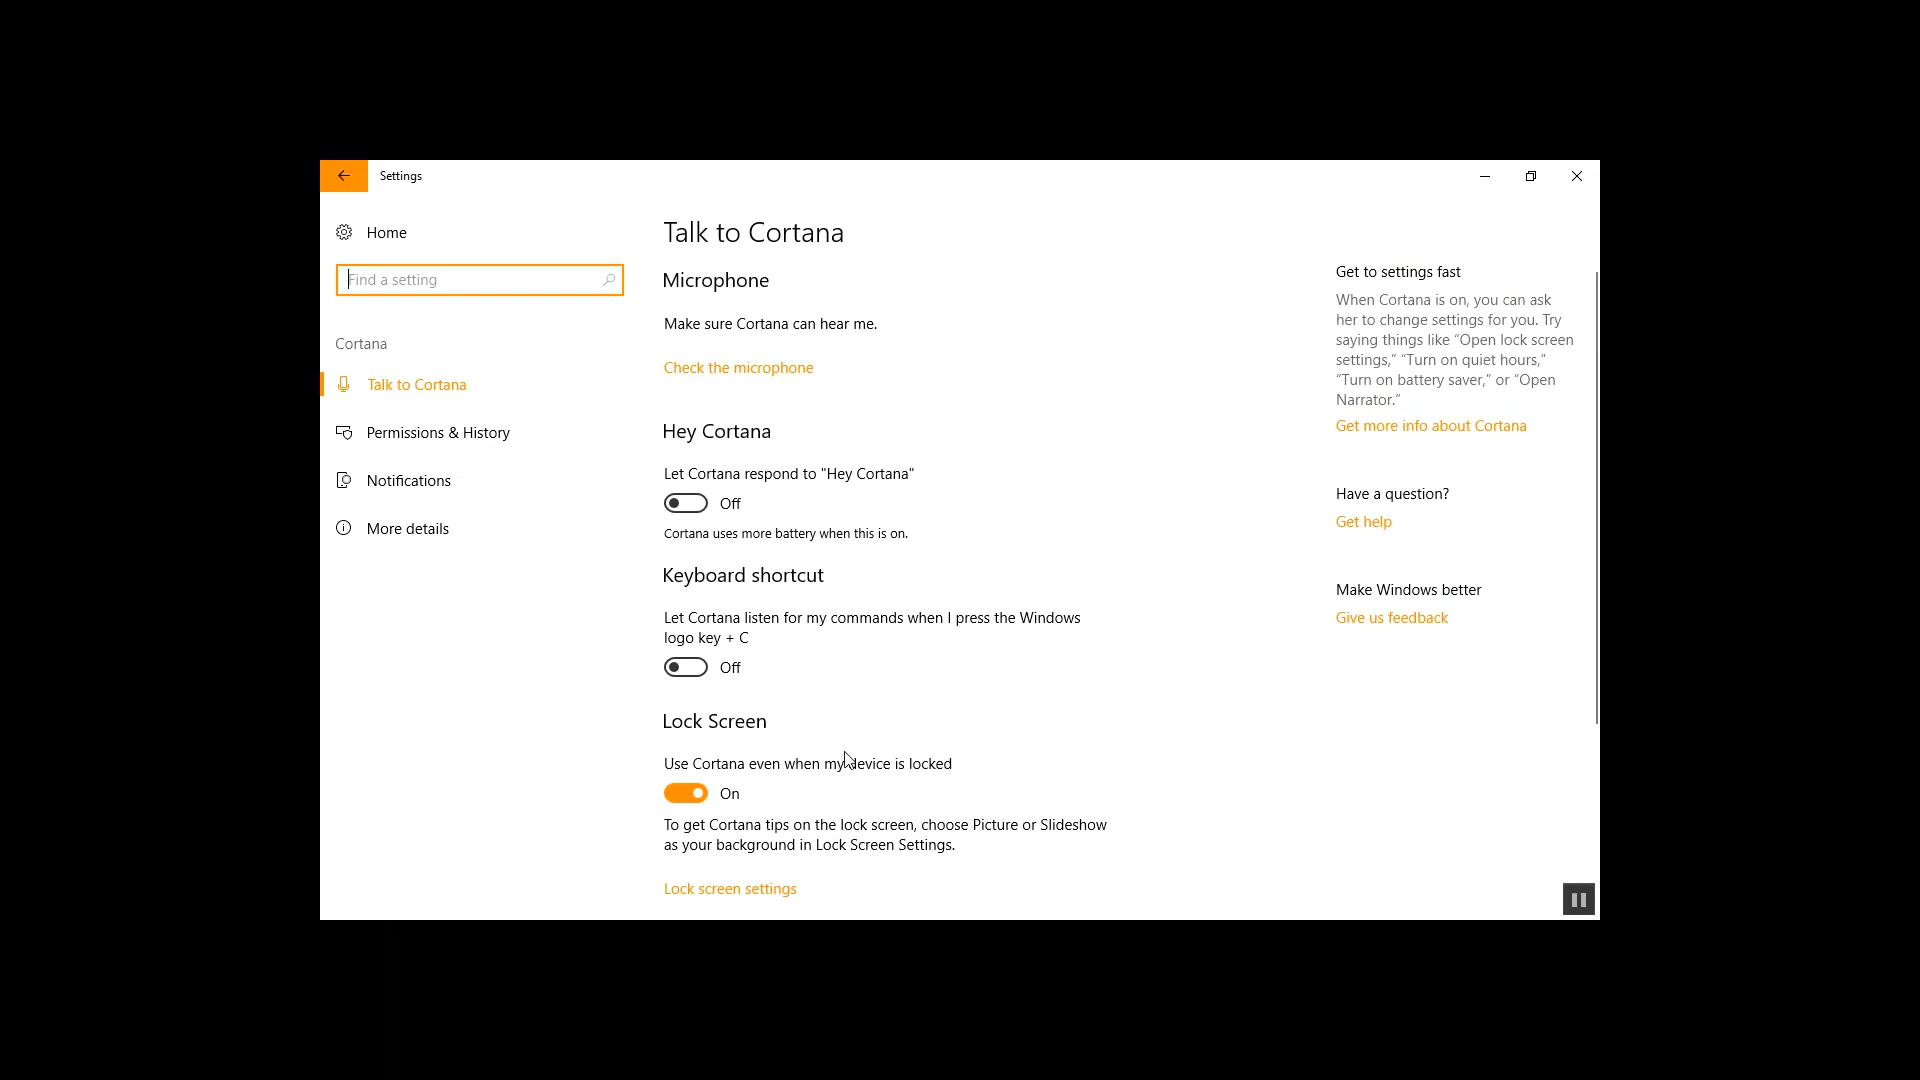 Settings
Home
Find a setting
Cortana
Talk to Cortana
Permissions & History
Notifications
More details
Talk to Cortana
Microphone
Make sure Cortana can hear me.
Check the microphone
Hey Cortana
Let Cortana respond to "Hey Cortana"
Off
Cortana uses more battery when this is on.
Keyboard shortcut
Let Cortana listen for my commands when I press the Windows
logo key + C
Off
Lock Screen
Use Cortana even when my device is locked
On
To get Cortana tips on the lock screen, choose Picture or Slideshow
as your background in Lock Screen Settings.
Lock screen settings
Get to settings fast
When Cortana is on, you can ask
her to change settings for you. Try
saying things like “Open lock screen
settings,” “Turn on quiet hours,”
“Turn on battery saver,” or “Open
Narrator.”
Get more info about Cortana
Have a question?
Get help
Make Windows better
Give us feedback